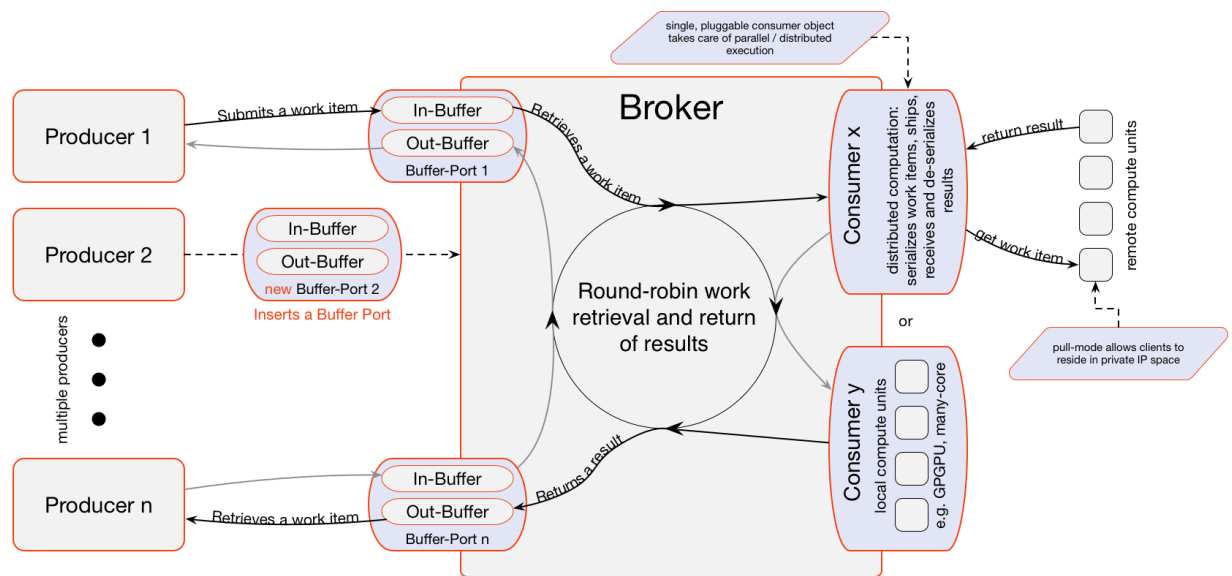 single, pluggable consumer object
takes care of parallel / distributed
execution
Broker
Producer 1
Submits a work item
In-Buffer
Out-Buffer
Buffer-Port 1
Retrieves a work item
Consumer x
distributed computation:
serializes work items, ships,
receives and de-serializes
results
return result
get work item
remote compute units
Producer 2
In-Buffer
Out-Buffer
new Buffer-Port 2
Inserts a Buffer Port
Round-robin work
retrieval and return
of results
or
pull-mode allows clients to
reside in private IP space
multiple producers
Consumer y
local compute units
e.g. GPGPU, many-core
Producer n
Retrieves a work item
In-Buffer
Out-Buffer
Buffer-Port n
Returns a result